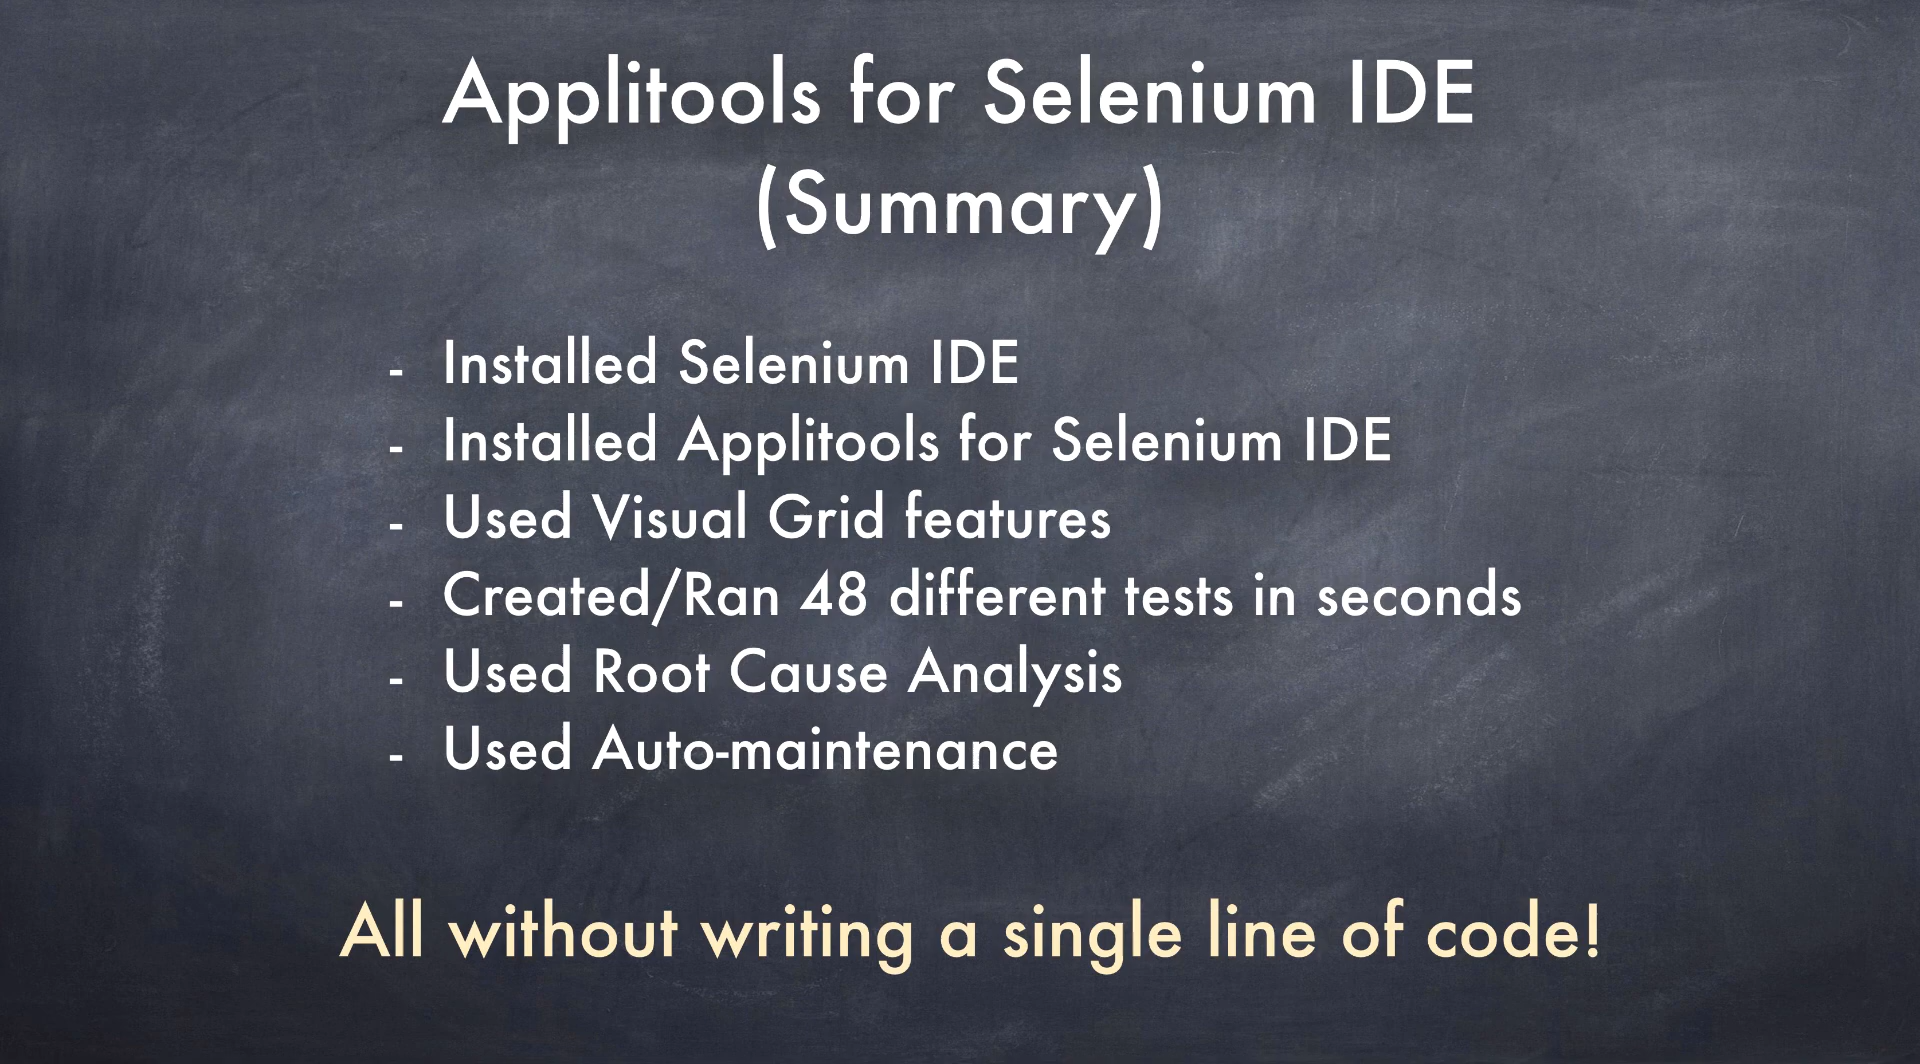 Applitools for Selenium IDE
(Summary)
- Installed Selenium IDE
- Installed Applitools for Selenium IDE
- Used Visual Grid features
- Created/Ran 48 different tests in seconds
- Used Root Cause Analysis
- Used Auto-maintenance
All without writing a single line of code!